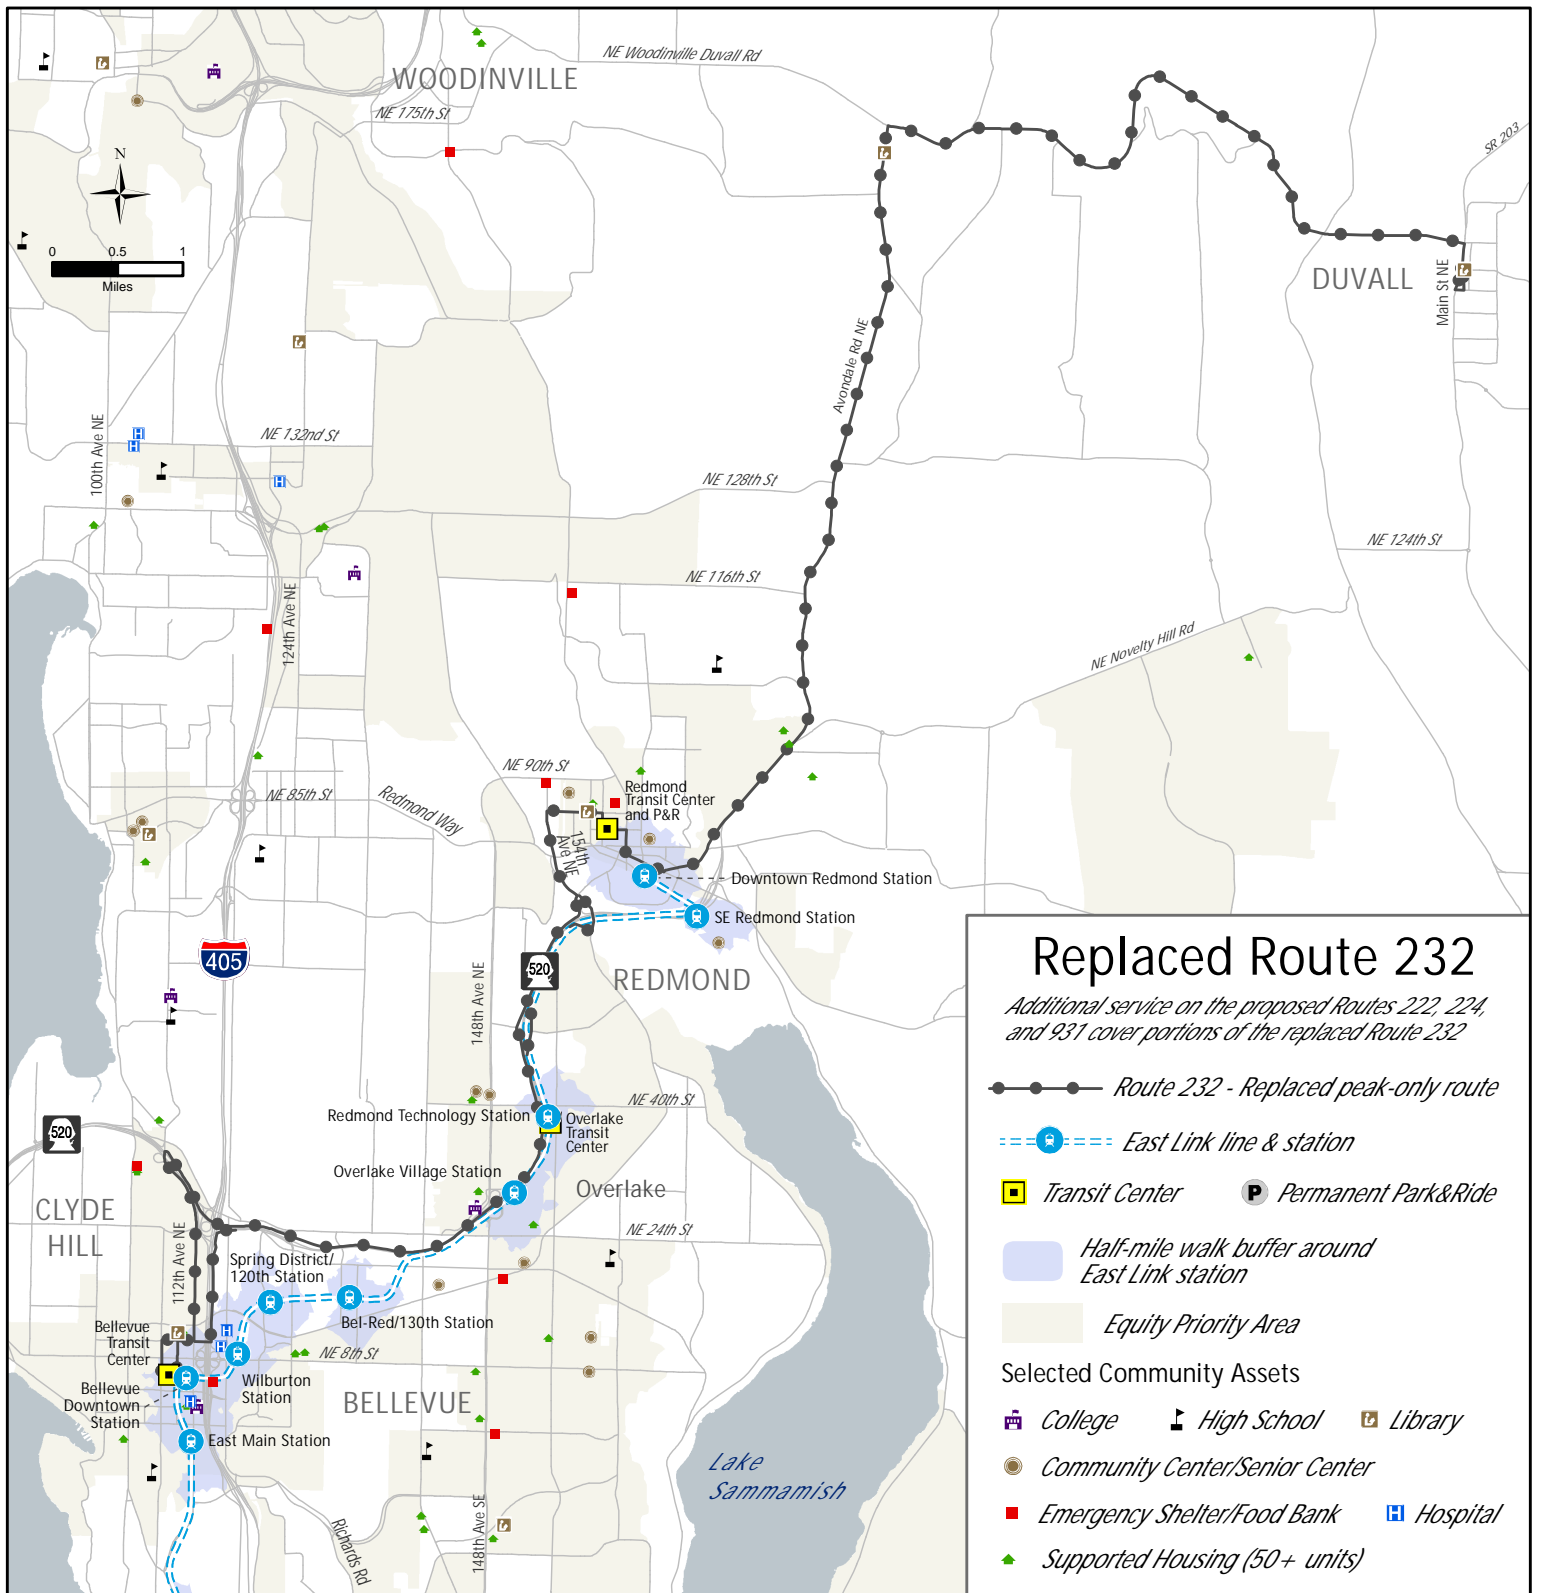 NE Woodinville Duvall Rd
WOODINVILLE
NE 175th St
SR 203
N
0 0.5 1
Miles
DUVALL
Main St NE
Avondale Rd NE
100th Ave NE
NE 132nd St
NE 128th St
NE 124th St
124th Ave NE
NE 116th St
NE Novelty Hill Rd
NE 90th St
Redmond
Transit Center
and P&R
NE 85th St
Redmond Way
154th
Ave NE
Downtown Redmond Station
SE Redmond Station
405
520
REDMOND
148th Ave NE
NE 40th St
Redmond Technology Station
Overlake
Transit
Center
520
Overlake Village Station
Overlake
CLYDE
HILL
NE 24th St
112th Ave NE
Spring District/
120th Station
Bel-Red/130th Station
Bellevue
Transit
Center
NE 8th St
Wilburton
Station
Bellevue
Downtown
Station
BELLEVUE
East Main Station
Lake
Sammamish
Richards Rd
148th Ave SE
Replaced Route 232
Additional service on the proposed Routes 222, 224,
and 931 cover portions of the replaced Route 232
Route 232 - Replaced peak-only route
East Link line & station
Transit Center
P Permanent Park&Ride
Half-mile walk buffer around
East Link station
Equity Priority Area
Selected Community Assets
College
High School
Library
Community Center/Senior Center
Emergency Shelter/Food Bank
H Hospital
Supported Housing (50+ units)